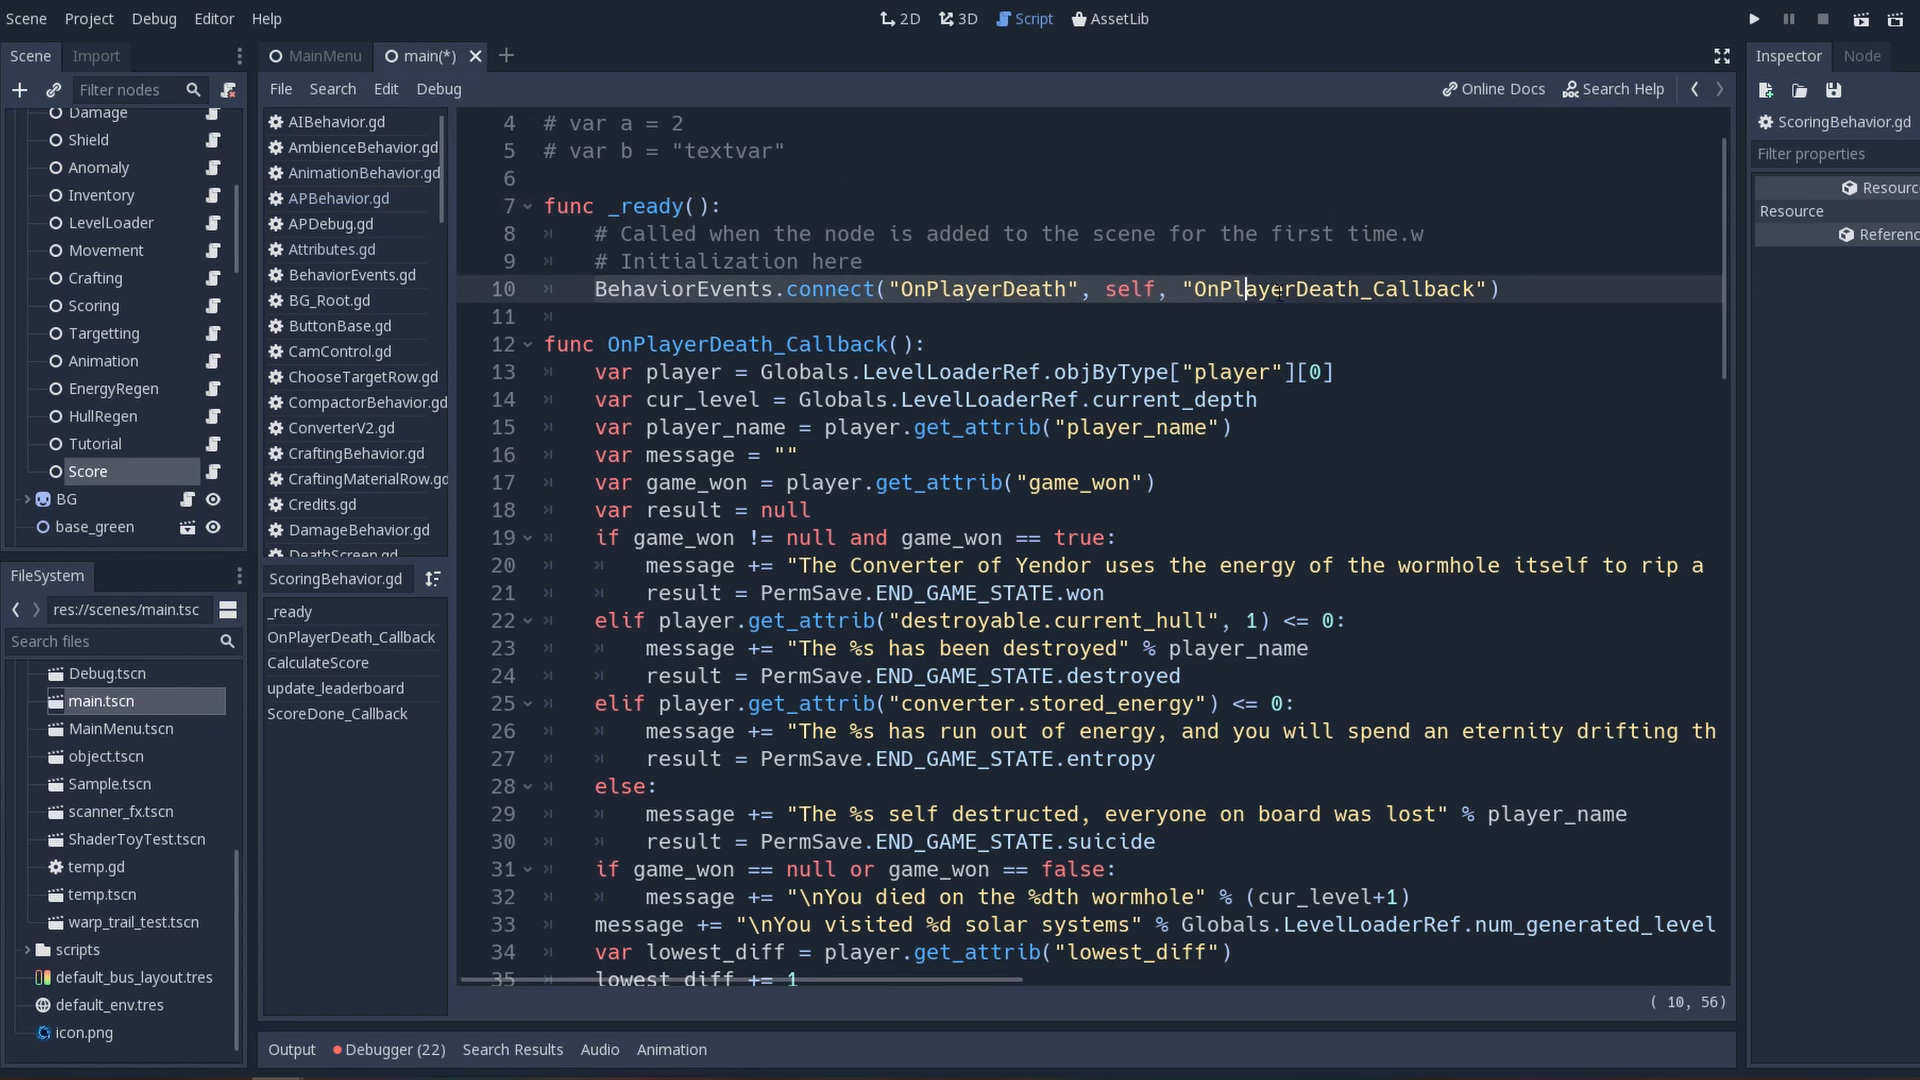 Scene Project Debug Editor Help
2D 3D Script AssetLib
Scene Import
MainMenu main(*)
Inspector Node
Filter nodes
File Search Edit Debug
Online Docs Search Help
Damage
Shield
Anomaly
Inventory
LevelLoader
Movement
Crafting
Scoring
Targeting
Animation
EnergyRegen
HullRegen
Tutorial
Score
BG
base_green
FileSystem
res://scenes/main.tsc
Search files
Debug.tscn
main.tscn
MainMenu.tscn
object.tscn
Sample.tscn
scanner_fx.tscn
ShaderToyTest.tscn
temp.gd
temp.tscn
warp_trail_test.tscn
scripts
default_bus_layout.tres
default_env.tres
icon.png
AIBehavior.gd
AmbienceBehavior.gd
AnimationBehavior.gd
APBehavior.gd
APDebug.gd
Attributes.gd
BehaviorEvents.gd
BG_Root.gd
ButtonBase.gd
CamControl.gd
ChooseTargetRow.gd
CompactorBehavior.gd
ConverterV2.gd
CraftingBehavior.gd
CraftingMaterialRow.gd
Credits.gd
DamageBehavior.gd
DeathScreen.gd
ScoringBehavior.gd
_ready
OnPlayerDeath_Callback
CalculateScore
update_leaderboard
ScoreDone_Callback
4 # var a = 2
5 # var b = "textvar"
6
7 func _ready():
8 # Called when the node is added to the scene for the first time.w
9 # Initialization here
10 BehaviorEvents.connect("OnPlayerDeath", self, "OnPlayerDeath_Callback")
11
12 func OnPlayerDeath_Callback():
13 var player = Globals.LevelLoaderRef.objByType["player"][0]
14 var cur_level = Globals.LevelLoaderRef.current_depth
15 var player_name = player.get_attrib("player_name")
16 var message = ""
17 var game_won = player.get_attrib("game_won")
18 var result = null
19 if game_won != null and game_won == true:
20 message += "The Converter of Yendor uses the energy of the wormhole itself to rip a
21 result = PermSave.END_GAME_STATE.won
22 elif player.get_attrib("destroyable.current_hull", 1) <= 0:
23 message += "The %s has been destroyed" % player_name
24 result = PermSave.END_GAME_STATE.destroyed
25 elif player.get_attrib("converter.stored_energy") <= 0:
26 message += "The %s has run out of energy, and you will spend an eternity drifting th
27 result = PermSave.END_GAME_STATE.entropy
28 else:
29 message += "The %s self destructed, everyone on board was lost" % player_name
30 result = PermSave.END_GAME_STATE.suicide
31 if game_won == null or game_won == false:
32 message += "\nYou died on the %dth wormhole" % (cur_level+1)
33 message += "\nYou visited %d solar systems" % Globals.LevelLoaderRef.num_generated_level
34 var lowest_diff = player.get_attrib("lowest_diff")
35 lowest_diff += 1
( 10, 56)
Output Debugger (22) Search Results Audio Animation
ScoringBehavior.gd
Filter properties
Resourc
Resource
Referenc